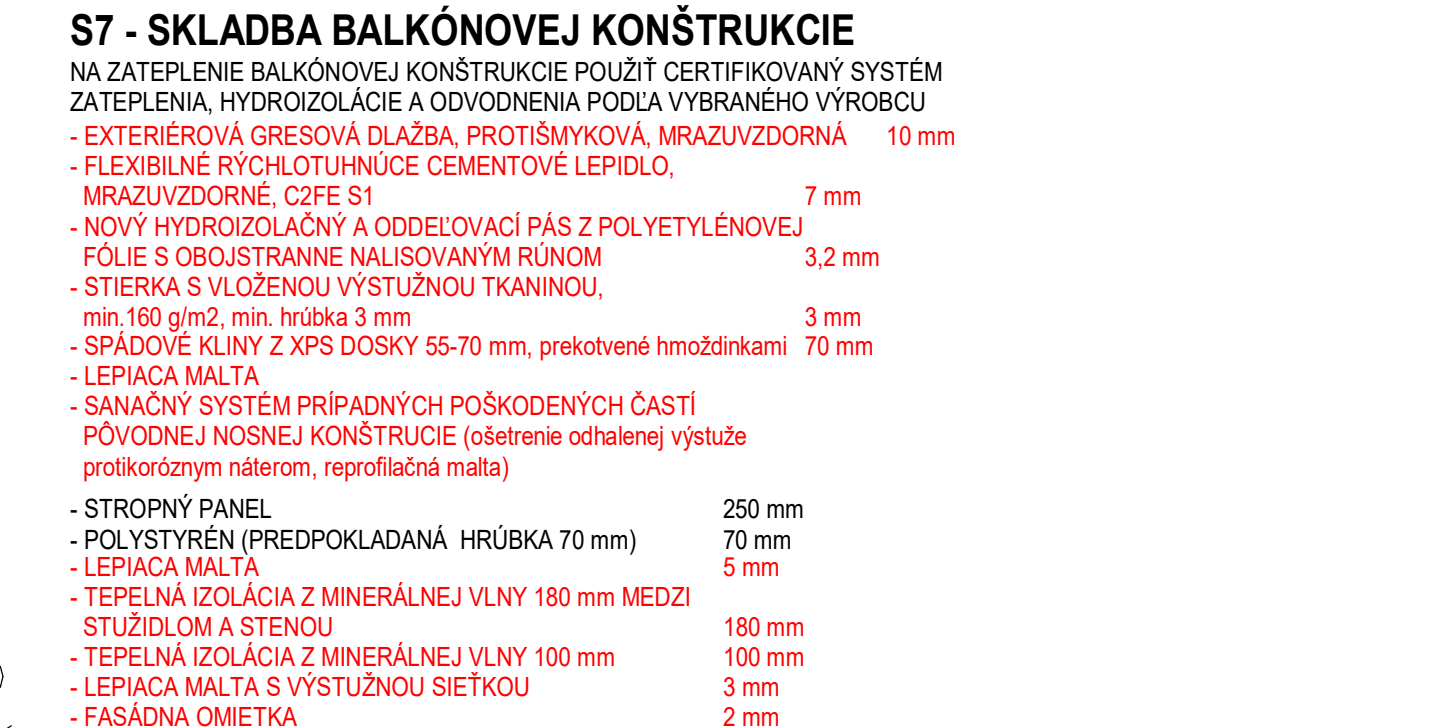 S7 - SKLADBA BALKÓNOVEJ KONŠTRUKCIE
NA ZATEPLENIE BALKÓNOVEJ KONŠTRUKCIE POUŽIŤ CERTIFIKOVANÝ SYSTÉM
ZATEPLENIA, HYDROIZOLÁCIE A ODVODNENIA PODĽA VYBRANÉHO VÝROBCU
- EXTERIÉROVÁ GRESOVÁ DLAŽBA, PROTIŠMYKOVÁ, MRAZUVZDORNÁ 10 mm
- FLEXIBILNÉ RÝCHLOTUHNÚCE CEMENTOVÉ LEPIDLO,
MRAZUVZDORNÉ, C2FE S1 7 mm
- NOVÝ HYDROIZOLAČNÝ A ODDEĽOVACÍ PÁS Z POLYETYLÉNOVEJ
FÓLIE S OBOJSTRANNE NALISOVANÝM RÚNOM 3,2 mm
- STIERKA S VLOŽENOU VÝSTUŽNOU TKANINOU,
min.160 g/m2, min. hrúbka 3 mm 3 mm
- SPÁDOVÉ KLINY Z XPS DOSKY 55-70 mm, prekotvené hmoždinkami 70 mm
- LEPIACA MALTA
- SANAČNÝ SYSTÉM PRÍPADNÝCH POŠKODENÝCH ČASTÍ
PÔVODNEJ NOSNEJ KONŠTRUCIE (ošetrenie odhalenej výstuže
protikoróznym náterom, reprofilačná malta)
- STROPNÝ PANEL 250 mm
- POLYSTYRÉN (PREDPOKLADANÁ HRÚBKA 70 mm) 70 mm
- LEPIACA MALTA 5 mm
- TEPELNÁ IZOLÁCIA Z MINERÁLNEJ VLNY 180 mm MEDZI
STUŽIDLOM A STENOU 180 mm
- TEPELNÁ IZOLÁCIA Z MINERÁLNEJ VLNY 100 mm 100 mm
- LEPIACA MALTA S VÝSTUŽNOU SIEŤKOU 3 mm
- FASÁDNA OMIETKA 2 mm